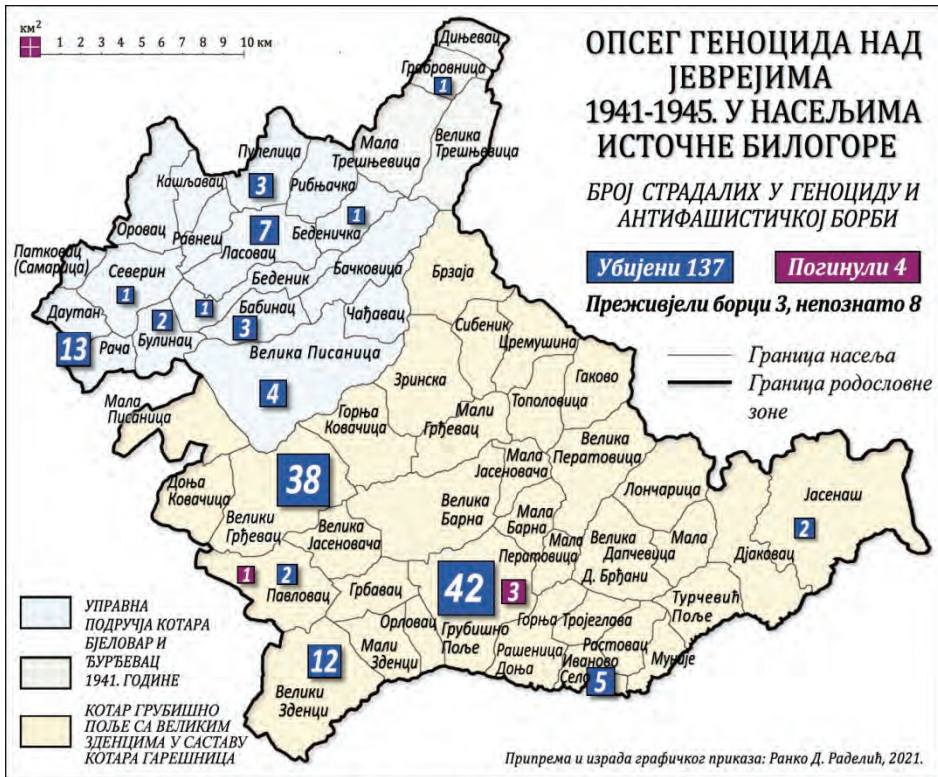 КМ²
1 2 3 4 5 6 7 8 9 10 КМ
ОПСЕГ ГЕНОЦИДА НАД
ЈЕВРЕЈИМА
1941-1945. У НАСЕЉИМА
ИСТОЧНЕ БИЛОГОРЕ
БРОЈ СТРАДАЛИХ У ГЕНОЦИДУ И
АНТИФАШИСТИЧКОЈ БОРБИ
Убијени 137
Погинули 4
Преживјели борци 3, непознато 8
Граница насеља
Граница родословне
зоне
Дињевац
Грабровница
1
Мала
Трешњевица
Велика
Трешњевица
Пупелица
3
Кашљавац
Рибњачка
1
Оровац
Равнеш
7
Ласовац
Беденичка
Патковац
(Самарица)
Северин
1
Беденик
Бачковица
Даутан
13
Рача
2
Булинац
1
Бабинац
3
Чађавац
Велика Писаница
4
Брзаја
Сибеник
Цремушина
Зринска
Гаково
Тополовица
Мала
Писаница
Горња
Ковачица
Мали
Грђевац
Велика
Ператовица
Мала
Јасеновача
38
Доња
Ковачица
Велики
Грђевац
Велика
Јасеновача
Велика
Барна
Мала
Барна
Мала
Ператовица
Лончарица
Јасенаш
2
Велика
Дапчевица
Мала
Д. Брђани
Ђјаковац
1
2
Павловац
Грбавац
42
3
Турчевић
Поље
Орловац
Грубишно
Поље
Горња
Рашеница
Доња
Тројеглава
Растовац
Иваново
Село
5
Муније
Мали
Зденци
12
Велики
Зденци
УПРАВНА
ПОДРУЧЈА КОТАРА
БЈЕЛОВАР И
ЂУРЂЕВАЦ
1941. ГОДИНЕ
КОТАР ГРУБИШНО
ПОЉЕ СА ВЕЛИКИМ
ЗДЕНЦИМА У САСТАВУ
КОТАРА ГАРЕШНИЦА
Припрема и израда графичког приказа: Ранко Д. Раделић, 2021.